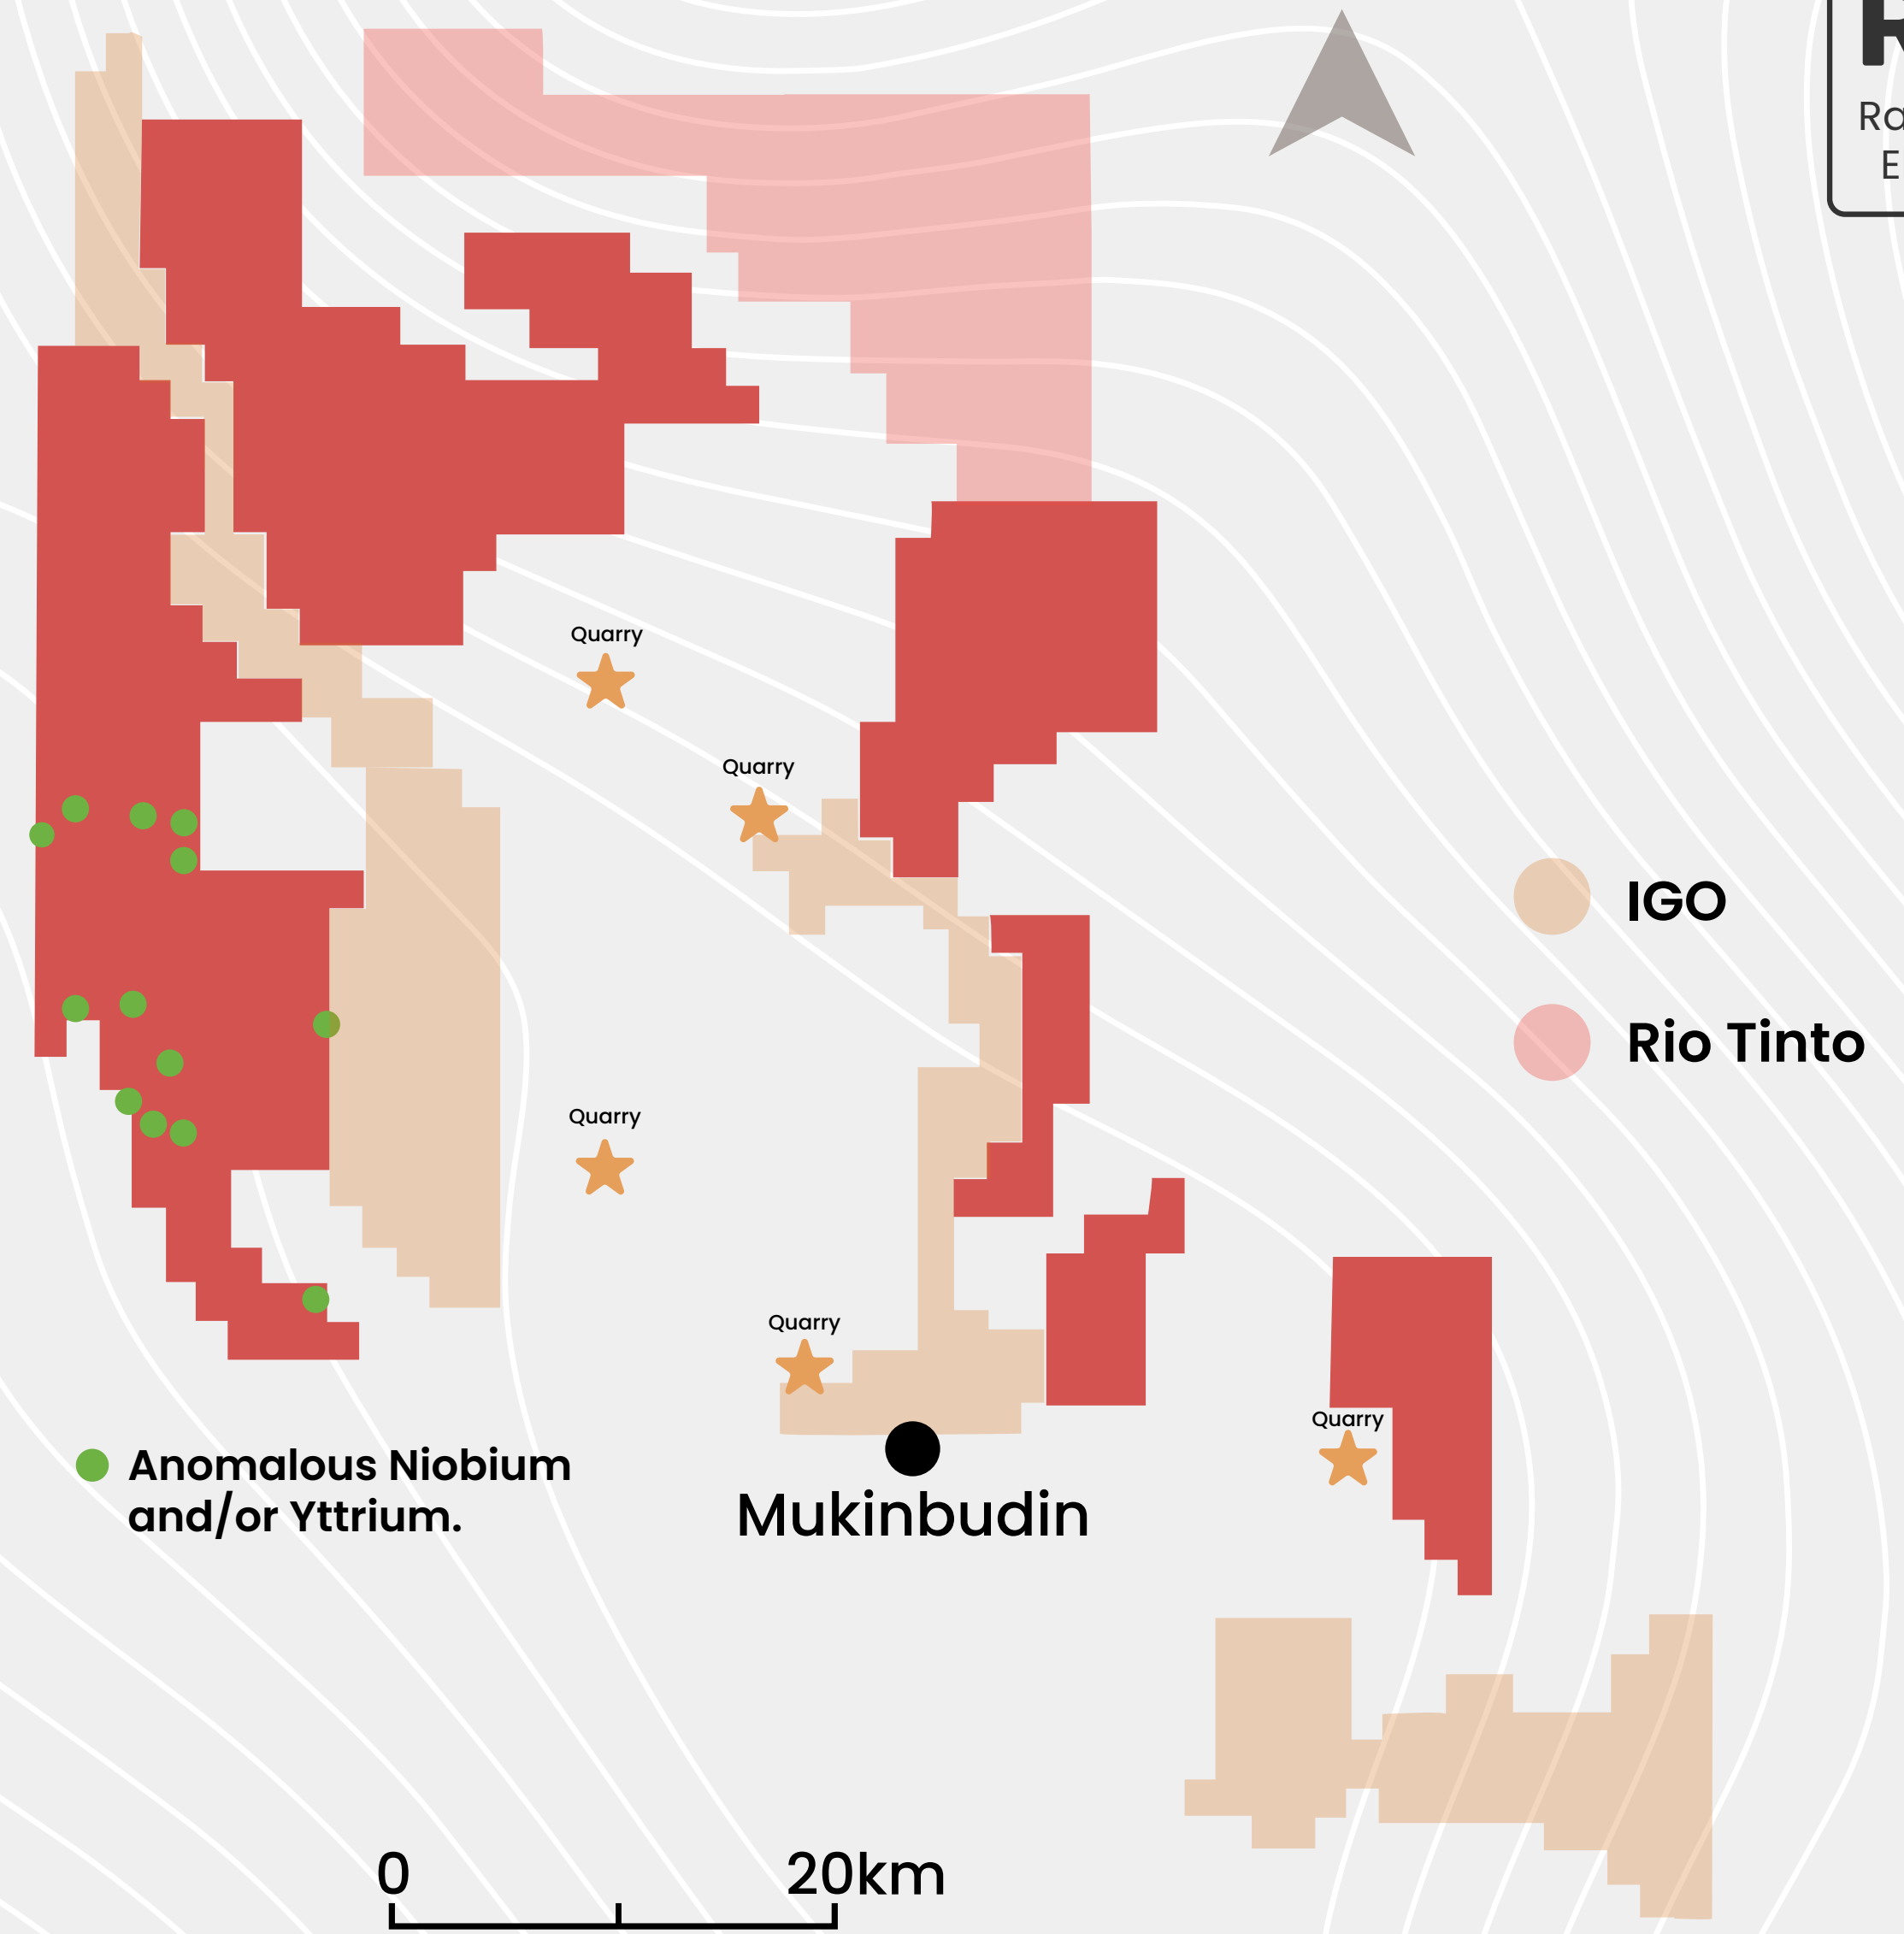 Quarry
Quarry
IGO
Rio Tinto
Quarry
Quarry
Quarry
Anomalous Niobium
and/or Yttrium.
Mukinbudin
0 20km